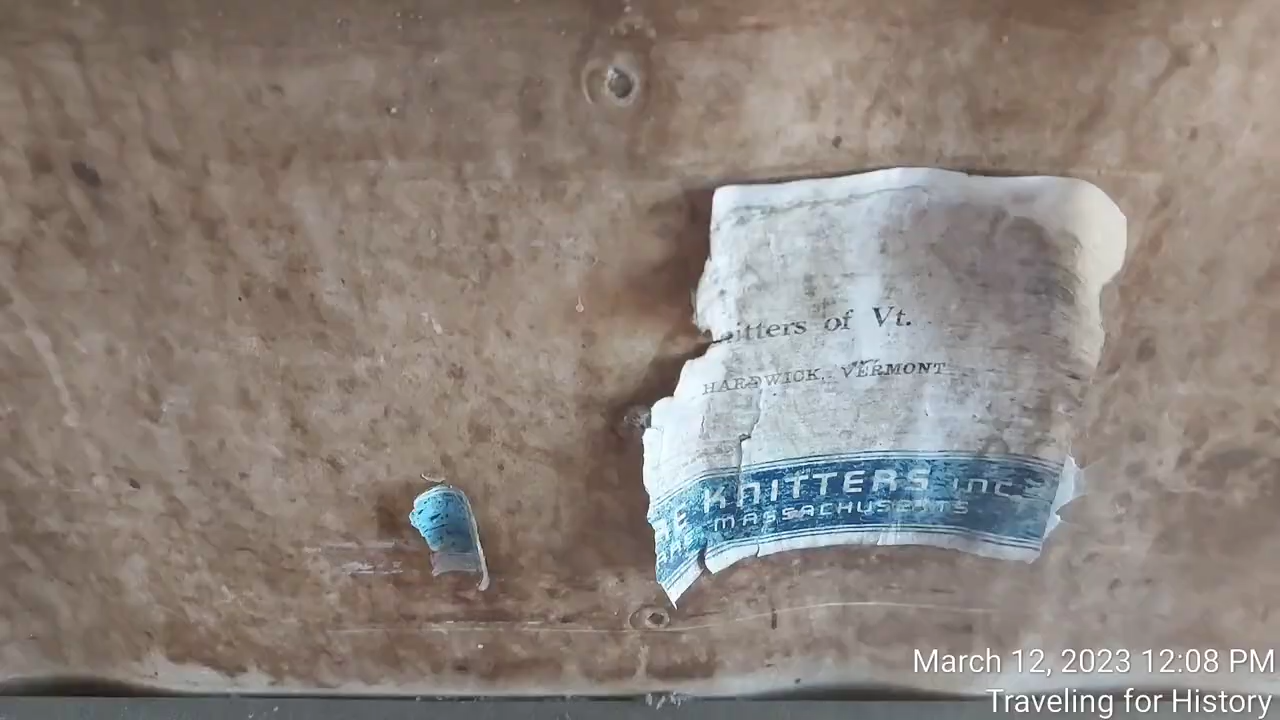 itters of Vt.
HARDWICK, VERMONT
KNITTERS INC
MASSACHUSETTS
March 12, 2023 12:08 PM
Traveling for History